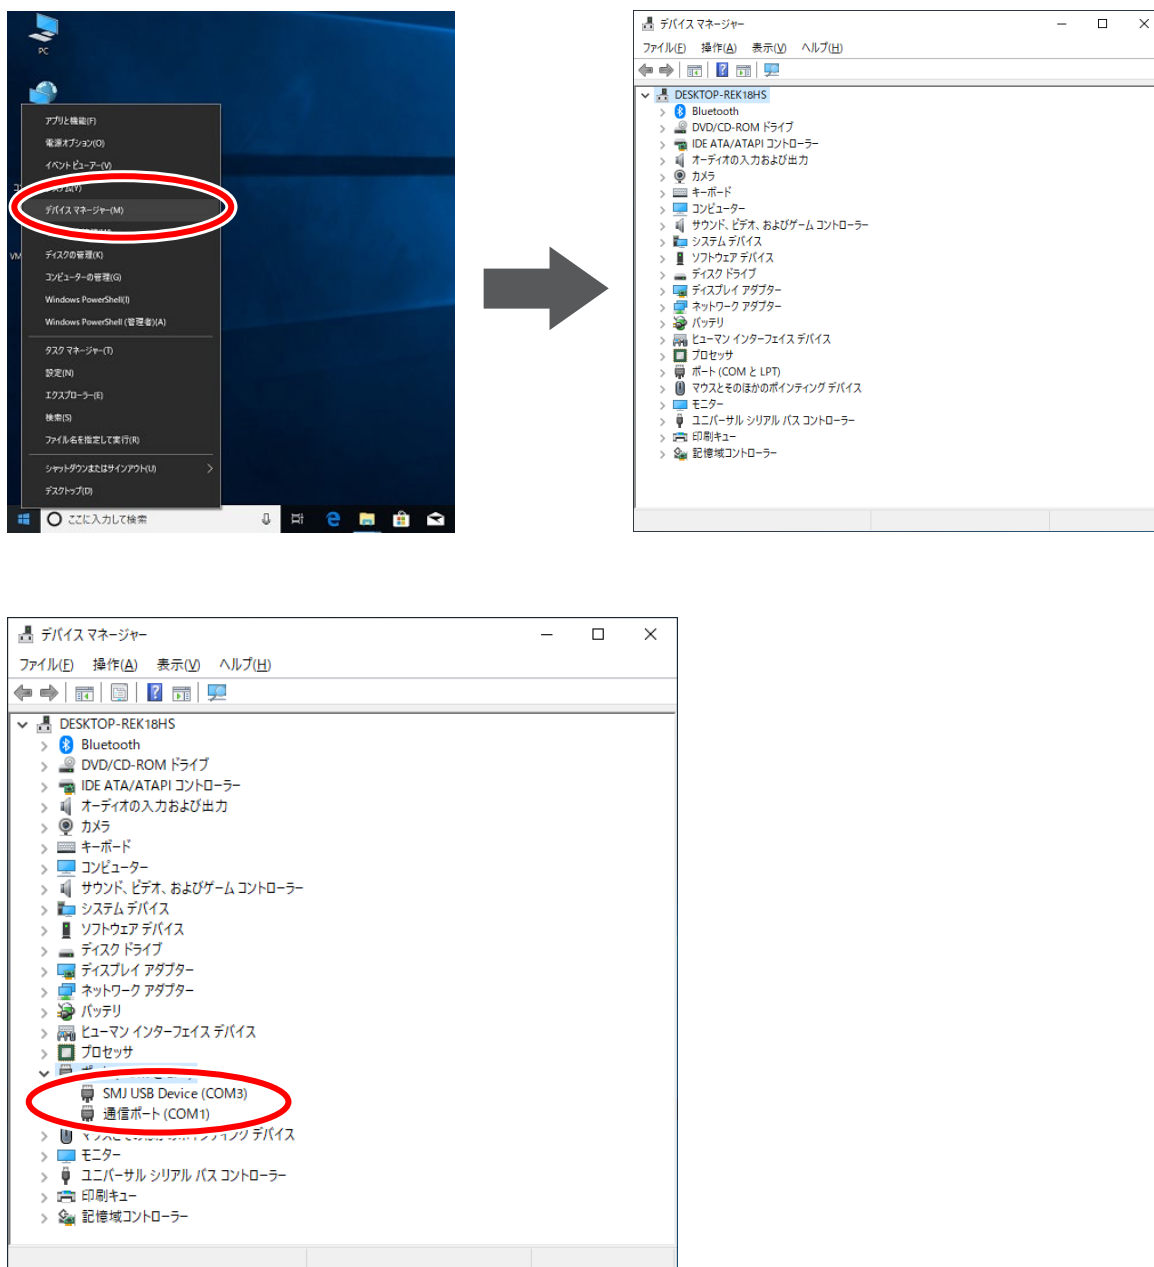 PC
アプリと機能(F)
電源オプション(O)
イベント ビューアー(V)
システム(Y)
デバイス マネージャー(M)
ディスクの管理(K)
VM
コンピューターの管理(G)
Windows PowerShell(I)
Windows PowerShell (管理者)(A)
タスク マネージャー(T)
設定(N)
エクスプローラー(E)
検索(S)
ファイル名を指定して実行(R)
シャットダウンまたはサインアウト(U)
デスクトップ(D)
ここに入力して検索
デバイス マネージャー
ファイル(F) 操作(A) 表示(V) ヘルプ(H)
DESKTOP-REK18HS
Bluetooth
DVD/CD-ROM ドライブ
IDE ATA/ATAPI コントローラー
オーディオの入力および出力
カメラ
キーボード
コンピューター
サウンド、ビデオ、およびゲーム コントローラー
システム デバイス
ソフトウェア デバイス
ディスク ドライブ
ディスプレイ アダプター
ネットワーク アダプター
バッテリ
ヒューマン インターフェイス デバイス
プロセッサ
ポート (COM と LPT)
マウスとそのほかのポインティング デバイス
モニター
ユニバーサル シリアル バス コントローラー
印刷キュー
記憶域コントローラー
デバイス マネージャー
ファイル(F) 操作(A) 表示(V) ヘルプ(H)
DESKTOP-REK18HS
Bluetooth
DVD/CD-ROM ドライブ
IDE ATA/ATAPI コントローラー
オーディオの入力および出力
カメラ
キーボード
コンピューター
サウンド、ビデオ、およびゲーム コントローラー
システム デバイス
ソフトウェア デバイス
ディスク ドライブ
ディスプレイ アダプター
ネットワーク アダプター
バッテリ
ヒューマン インターフェイス デバイス
プロセッサ
SMJ USB Device (COM3)
通信ポート (COM1)
マウスとそのほかのポインティング デバイス
モニター
ユニバーサル シリアル バス コントローラー
印刷キュー
記憶域コントローラー